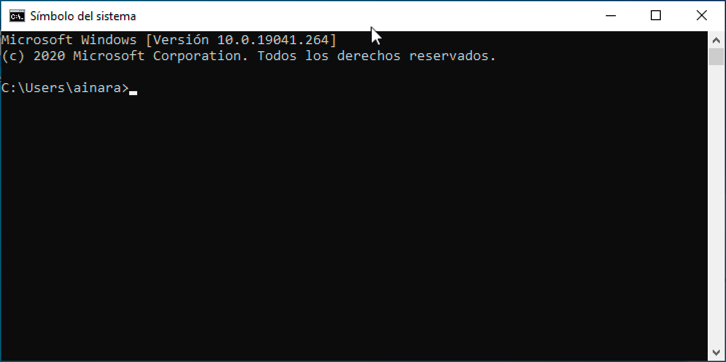 Símbolo del sistema
Microsoft Windows [Versión 10.0.19041.264]
(c) 2020 Microsoft Corporation. Todos los derechos reservados.
C:\Users\ainara>